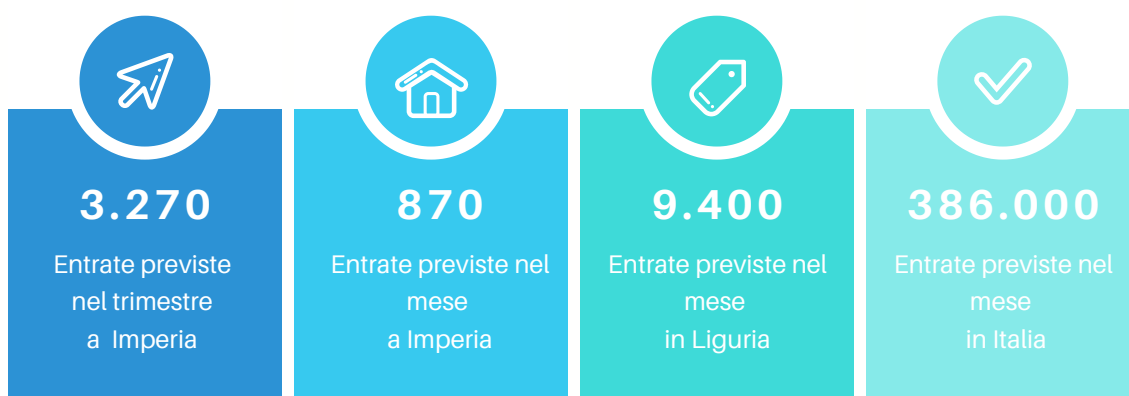 3.270
Entrate previste
nel trimestre
a Imperia
870
Entrate previste nel
mese
a Imperia
9.400
Entrate previste nel
mese
in Liguria
386.000
Entrate previste nel
mese
in Italia